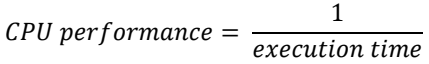 CPU performance = 1 / execution time